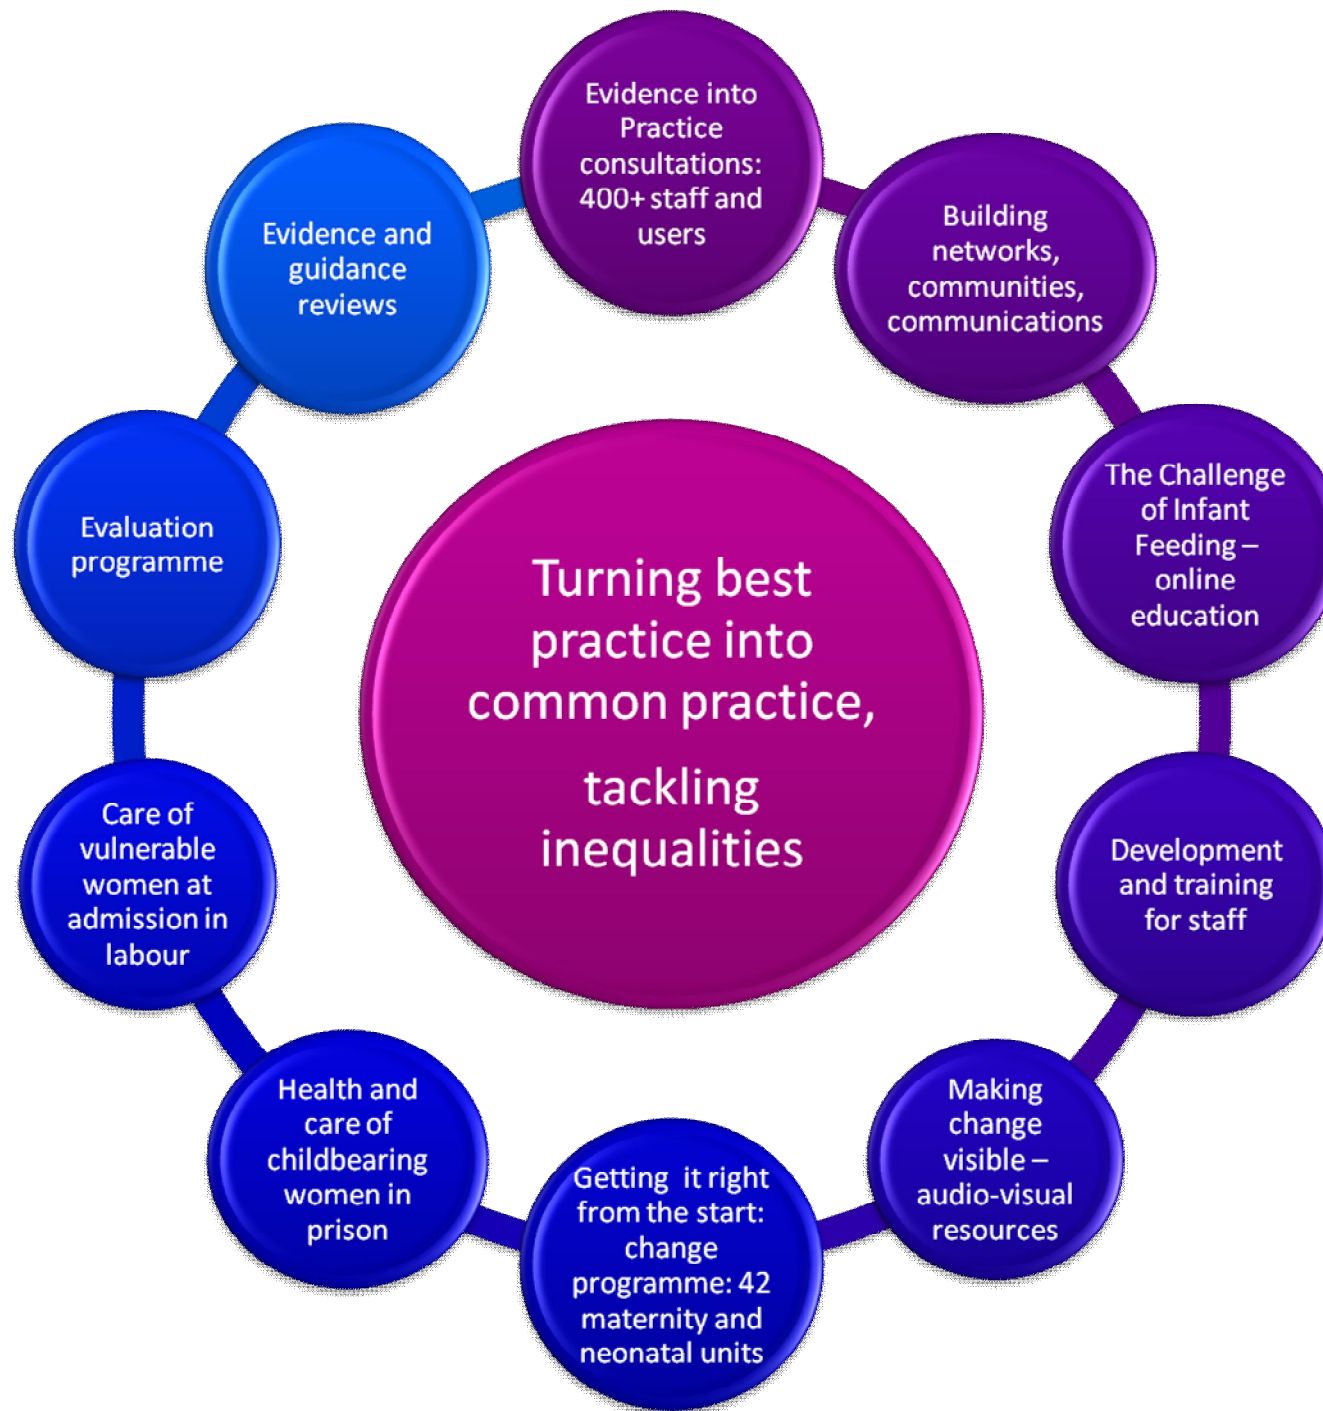 Evidence into
Practice
consultations:
400+ staff and
users
Building
networks,
communities,
communications
The Challenge
of Infant
Feeding –
online
education
Development
and training
for staff
Making
change
visible –
audio-visual
resources
Getting it right
from the start:
change
programme: 42
maternity and
neonatal units
Health and
care of
childbearing
women in
prison
Care of
vulnerable
women at
admission in
labour
Evaluation
programme
Evidence and
guidance
reviews
Turning best
practice into
common practice,
tackling
inequalities